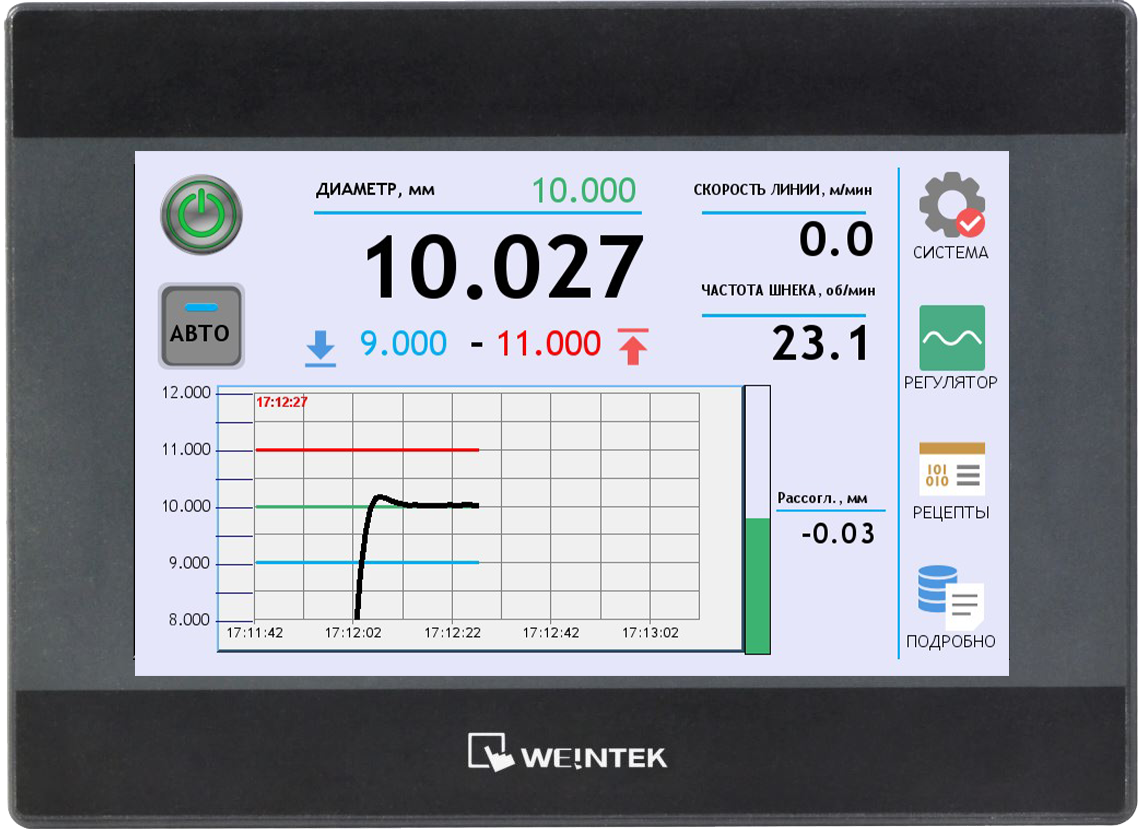 ДИАМЕТР, мм 10.000
10.027
9.000 - 11.000
СКОРОСТЬ ЛИНИИ, м/мин
0.0
ЧАСТОТА ШНЕКА, об/мин
23.1
АВТО
СИСТЕМА
РЕГУЛЯТОР
101
010
РЕЦЕПТЫ
ПОДРОБНО
12.000
11.000
10.000
9.000
8.000
17:12:27
17:11:42 17:12:02 17:12:22 17:12:42 17:13:02
Рассогл., мм
-0.03
WEINTEK